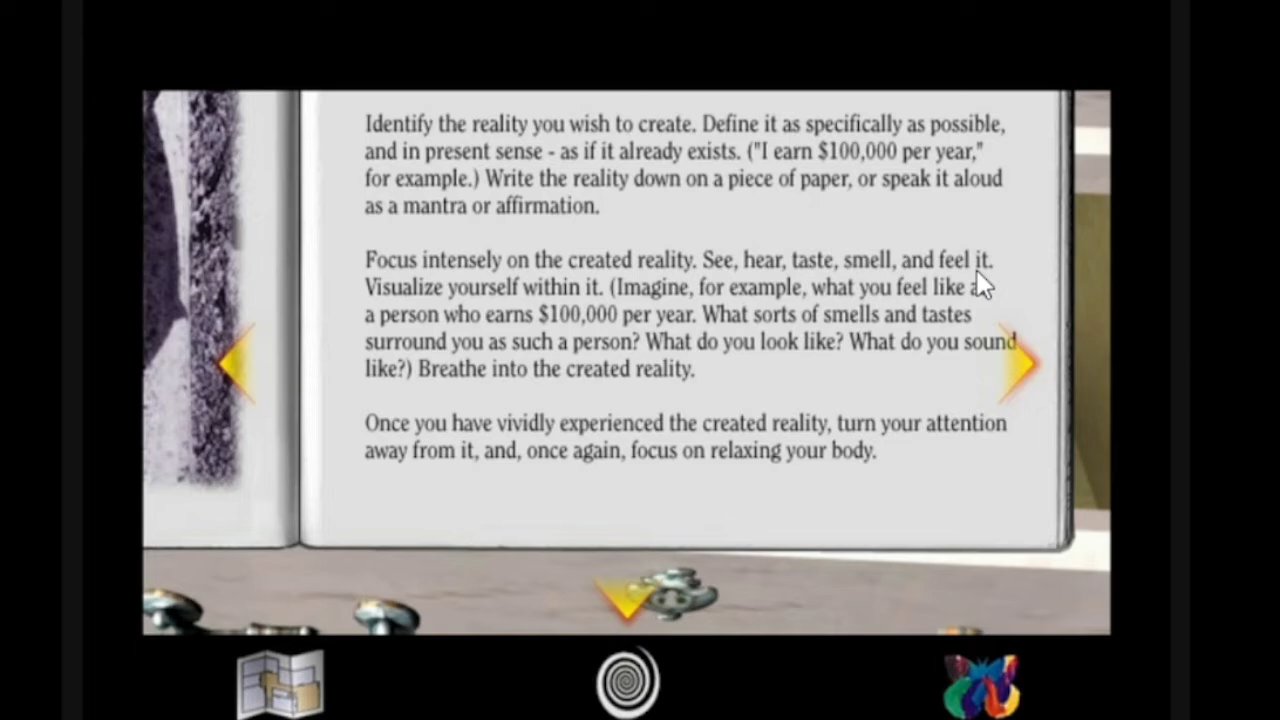 Identify the reality you wish to create. Define it as specifically as possible,
and in present sense - as if it already exists. ("I earn $100,000 per year,"
for example.) Write the reality down on a piece of paper, or speak it aloud
as a mantra or affirmation.
Focus intensely on the created reality. See, hear, taste, smell, and feel it.
Visualize yourself within it. (Imagine, for example, what you feel like
a person who earns $100,000 per year. What sorts of smells and tastes
surround you as such a person? What do you look like? What do you sound
like?) Breathe into the created reality.
Once you have vividly experienced the created reality, turn your attention
away from it, and, once again, focus on relaxing your body.